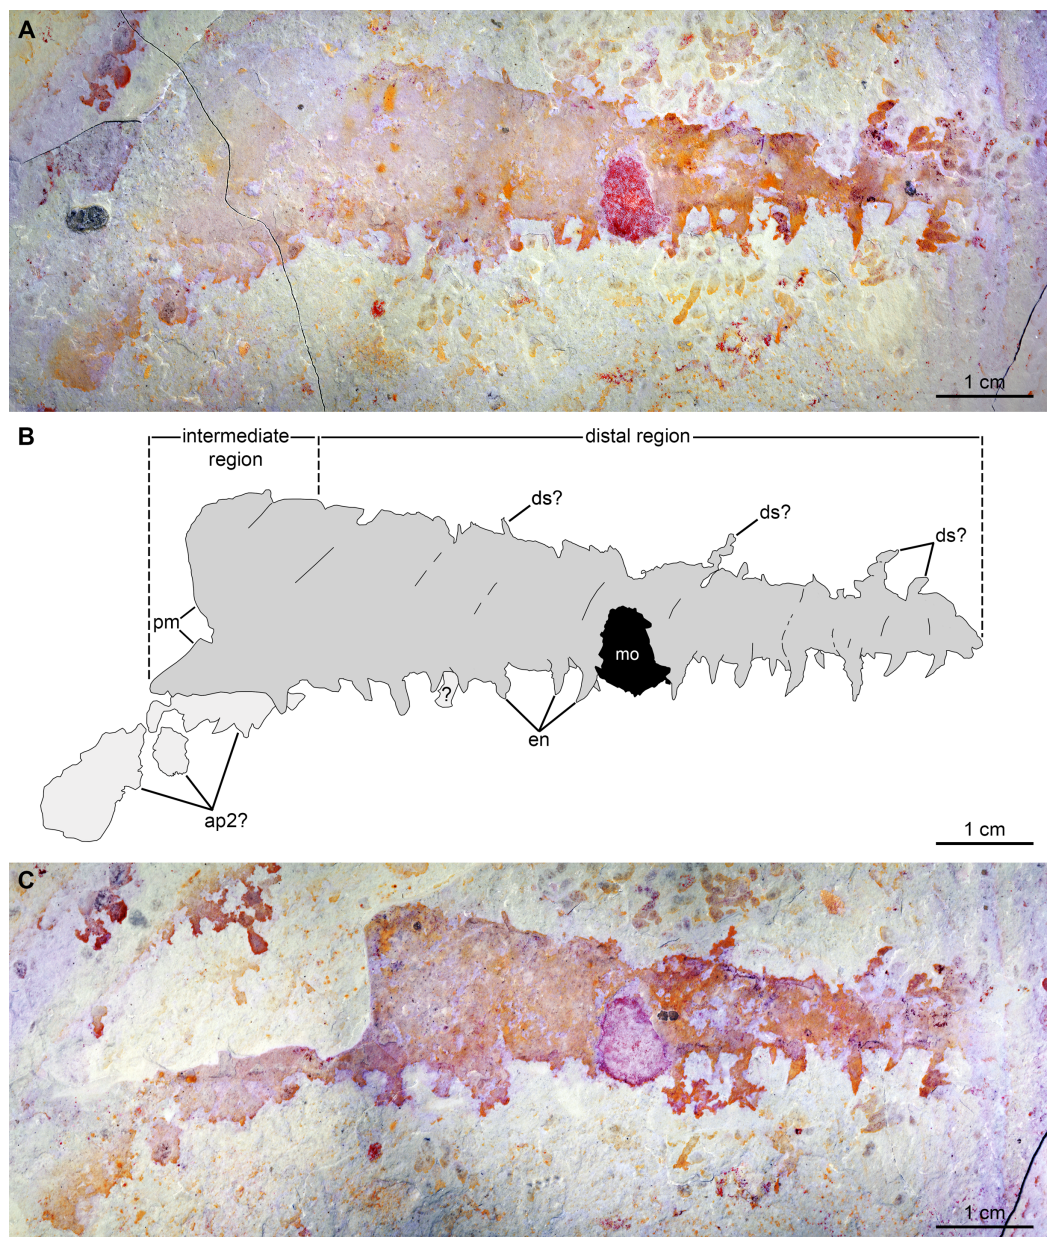 A
1 cm
B
intermediate
region
distal region
ds?
ds?
ds?
pm
mo
?
en
ap2?
1 cm
C
1 cm